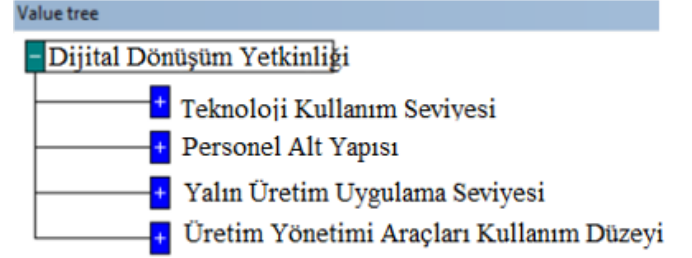 Value tree
Dijital Dönüşüm Yetkinliği
Teknoloji Kullanım Seviyesi
Personel Alt Yapısı
Yalın Üretim Uygulama Seviyesi
Üretim Yönetimi Araçları Kullanım Düzeyi